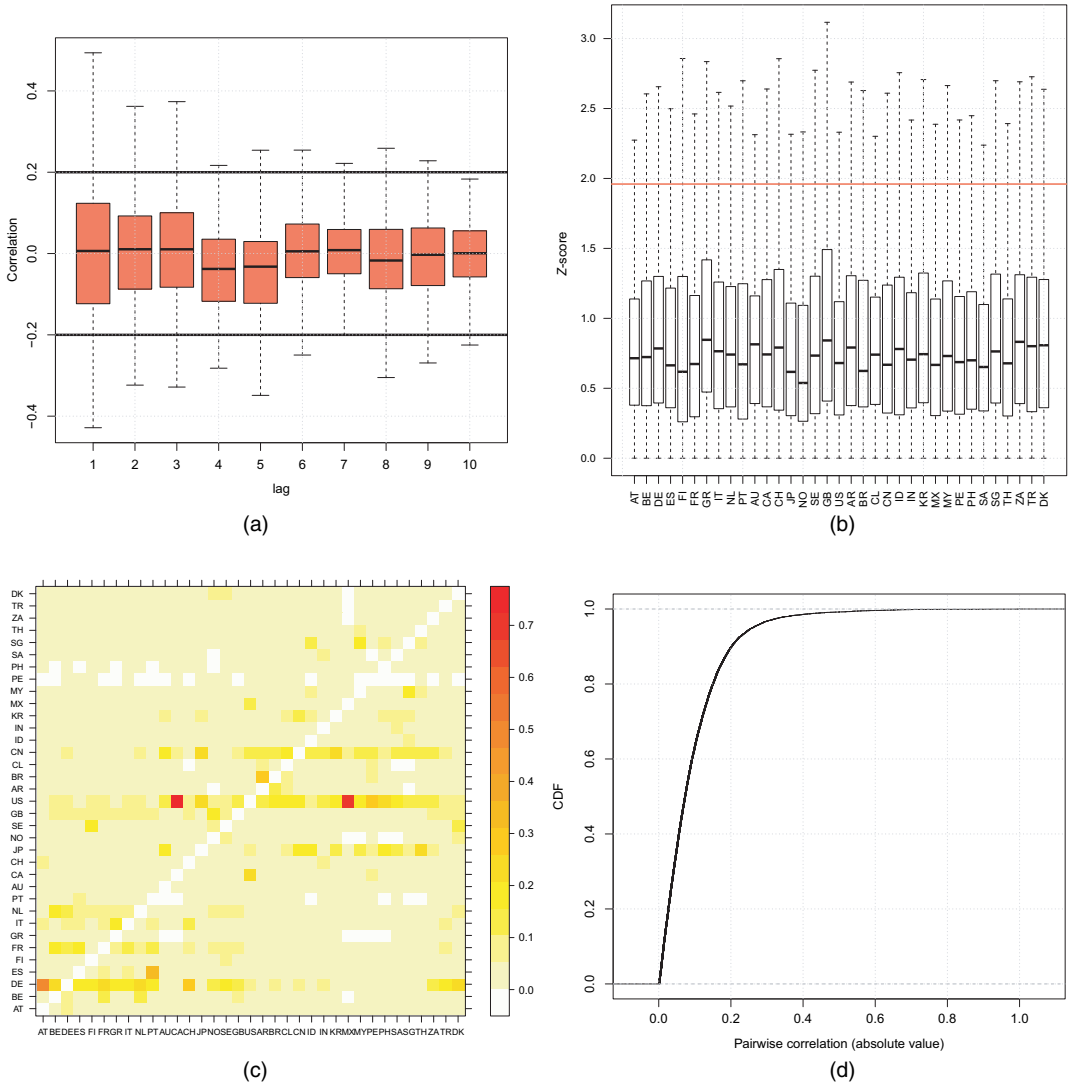 0.4
0.2
0.0
−0.2
−0.4
Correlation
1 2 3 4 5 6 7 8 9 10
lag
(a)
3.0
2.5
2.0
1.5
1.0
0.5
0.0
Z-score
AT BE DE ES FI FR GR IT NL PT AU CA CH JP NO SE GB US AR BR CL CN ID IN KR MX MY PE PH SA SG TH ZA TR DK
(b)
DK
TR
ZA
TH
SG
SA
PH
PE
MY
MX
KR
IN
ID
CN
CL
BR
AR
US
GB
SE
NO
JP
CH
CA
AU
PT
NL
IT
GR
FR
FI
ES
DE
BE
AT
AT BE DE ES FI FR GR IT NL PT AU CA CH JP NO SE GB US AR BR CL CN ID IN KR MX MY PE PH SA SG TH ZA TR DK
0.7
0.6
0.5
0.4
0.3
0.2
0.1
0.0
(c)
1.0
0.8
0.6
0.4
0.2
0.0
CDF
0.0 0.2 0.4 0.6 0.8 1.0
Pairwise correlation (absolute value)
(d)